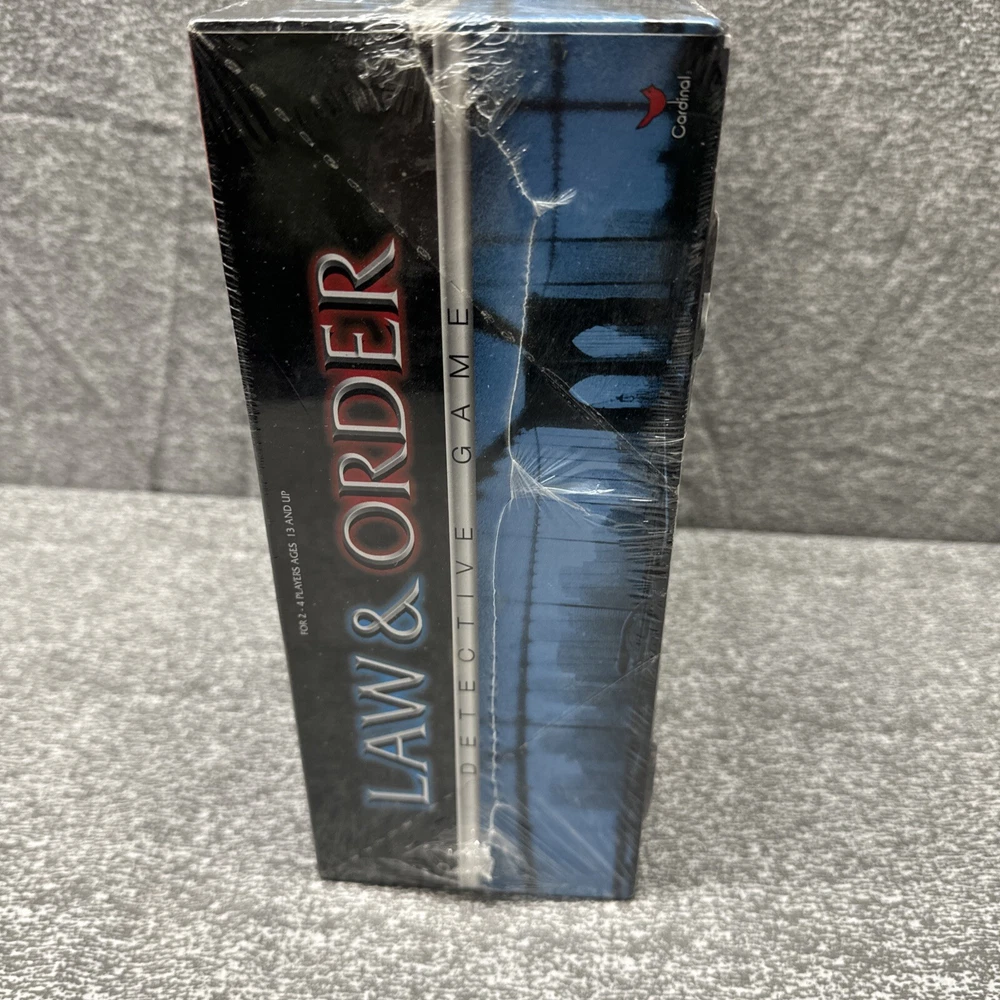 FOR 2 - 4 PLAYERS AGES 13 AND UP
LAW & ORDER
DETECTIVE GAME
Cardinal